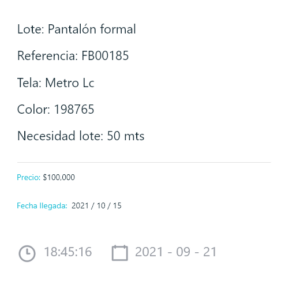 Lote: Pantalón formal
Referencia: FB00185
Tela: Metro Lc
Color: 198765
Necesidad lote: 50 mts
Precio: $100,000
Fecha llegada: 2021 / 10 / 15
18:45:16 2021 - 09 - 21